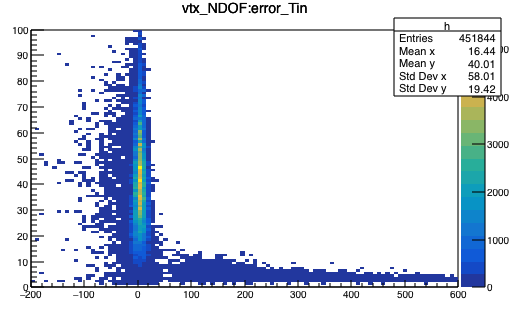 vtx_NDOF:error_Tin
h
Entries 451844
Mean x 16.44
Mean y 40.01
Std Dev x 58.01
Std Dev y 19.42
100
90
80
70
60
50
40
30
20
10
0
−200 −100 0 100 200 300 400 500 600
4000
3000
2000
1000
0